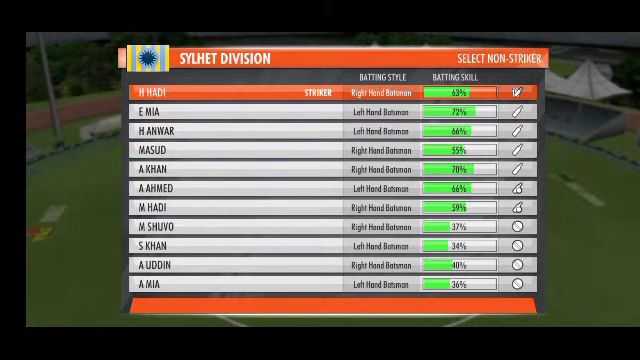 SYLHET DIVISION SELECT NON-STRIKER
BATTING STYLE BATTING SKILL
H HADI STRIKER Right Hand Batsman 63%
E MIA Left Hand Batsman 72%
H ANWAR Left Hand Batsman 66%
MASUD Right Hand Batsman 55%
A KHAN Right Hand Batsman 70%
A AHMED Left Hand Batsman 66%
M HADI Right Hand Batsman 59%
M SHUVO Right Hand Batsman 37%
S KHAN Left Hand Batsman 34%
A UDDIN Right Hand Batsman 40%
A MIA Left Hand Batsman 36%